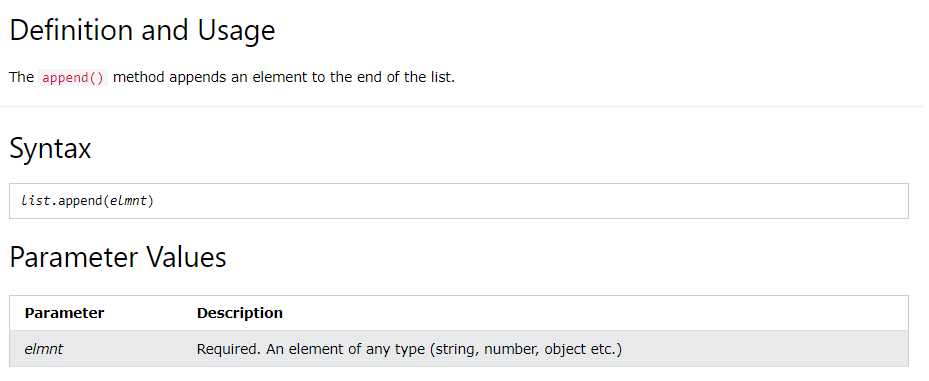 Definition and Usage
The append() method appends an element to the end of the list.
Syntax
list.append(elmnt)
Parameter Values
Parameter Description
elmnt Required. An element of any type (string, number, object etc.)